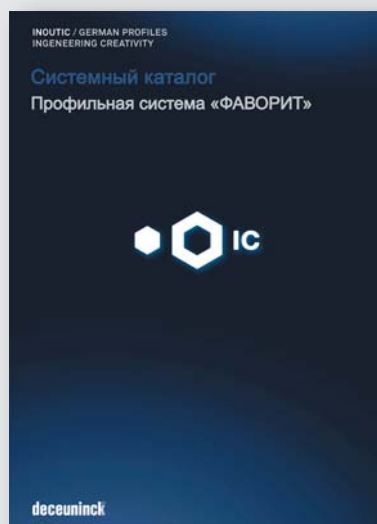 INOUTIC / GERMAN PROFILES
INGENEERING CREATIVITY
Системный каталог
Профильная система «ФАВОРИТ»
IC
deceuninck